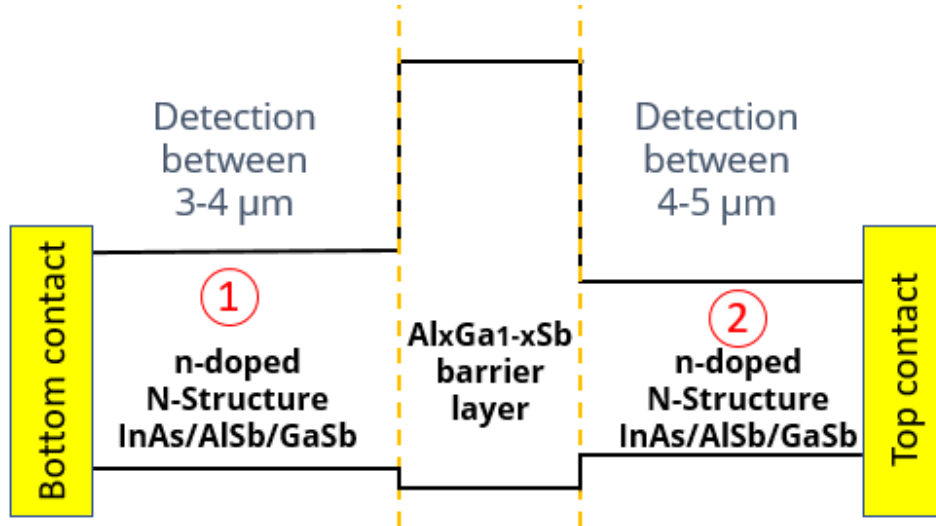 Detection
between
3-4 µm
Detection
between
4-5 µm
Bottom contact
1
n-doped
N-Structure
InAs/AlSb/GaSb
AlxGa1-xSb
barrier
layer
2
n-doped
N-Structure
InAs/AlSb/GaSb
Top contact